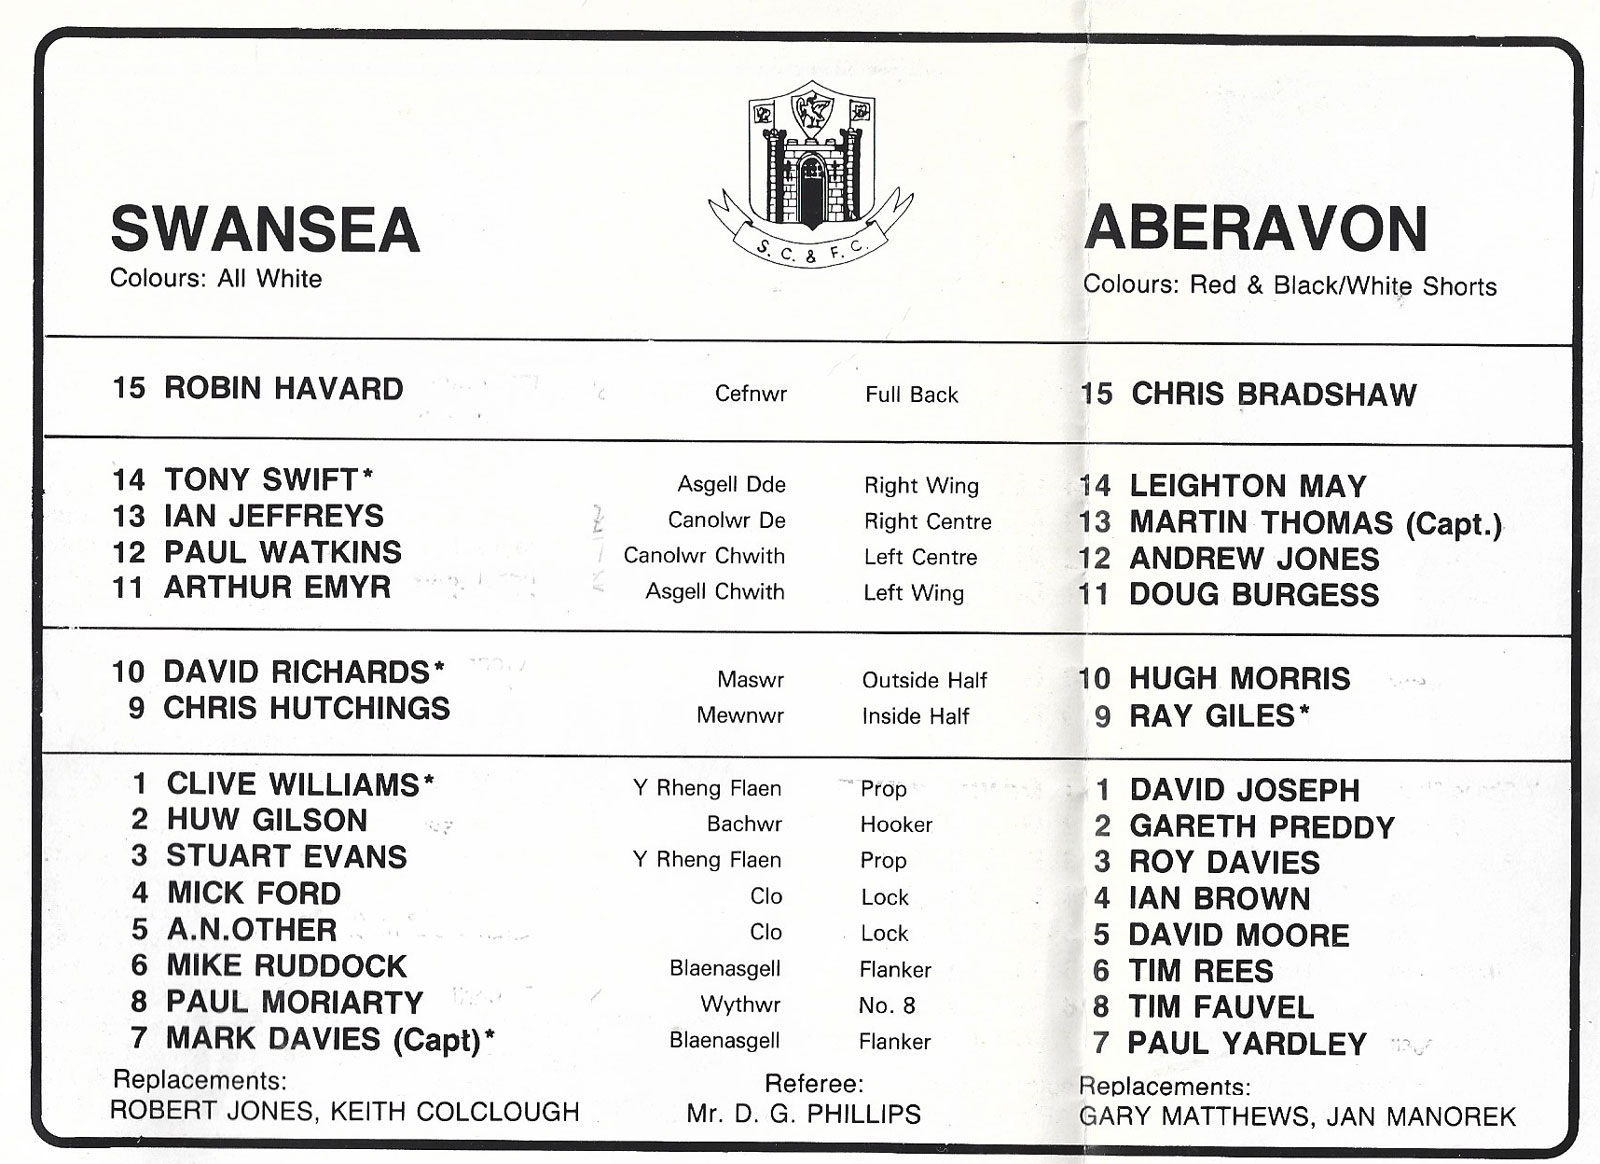 S. C. & F. C.
SWANSEA
Colours: All White
ABERAVON
Colours: Red & Black/White Shorts
15 ROBIN HAVARD Cefnwr Full Back 15 CHRIS BRADSHAW
14 TONY SWIFT* Asgell Dde Right Wing 14 LEIGHTON MAY
13 IAN JEFFREYS Canolwr De Right Centre 13 MARTIN THOMAS (Capt.)
12 PAUL WATKINS Canolwr Chwith Left Centre 12 ANDREW JONES
11 ARTHUR EMYR Asgell Chwith Left Wing 11 DOUG BURGESS
10 DAVID RICHARDS* Maswr Outside Half 10 HUGH MORRIS
9 CHRIS HUTCHINGS Mewnwr Inside Half 9 RAY GILES*
1 CLIVE WILLIAMS* Y Rheng Flaen Prop 1 DAVID JOSEPH
2 HUW GILSON Bachwr Hooker 2 GARETH PREDDY
3 STUART EVANS Y Rheng Flaen Prop 3 ROY DAVIES
4 MICK FORD Clo Lock 4 IAN BROWN
5 A.N.OTHER Clo Lock 5 DAVID MOORE
6 MIKE RUDDOCK Blaenasgell Flanker 6 TIM REES
8 PAUL MORIARTY Wythwr No. 8 8 TIM FAUVEL
7 MARK DAVIES (Capt)* Blaenasgell Flanker 7 PAUL YARDLEY
Replacements:
ROBERT JONES, KEITH COLCLOUGH
Referee:
Mr. D. G. PHILLIPS
Replacements:
GARY MATTHEWS, JAN MANOREK